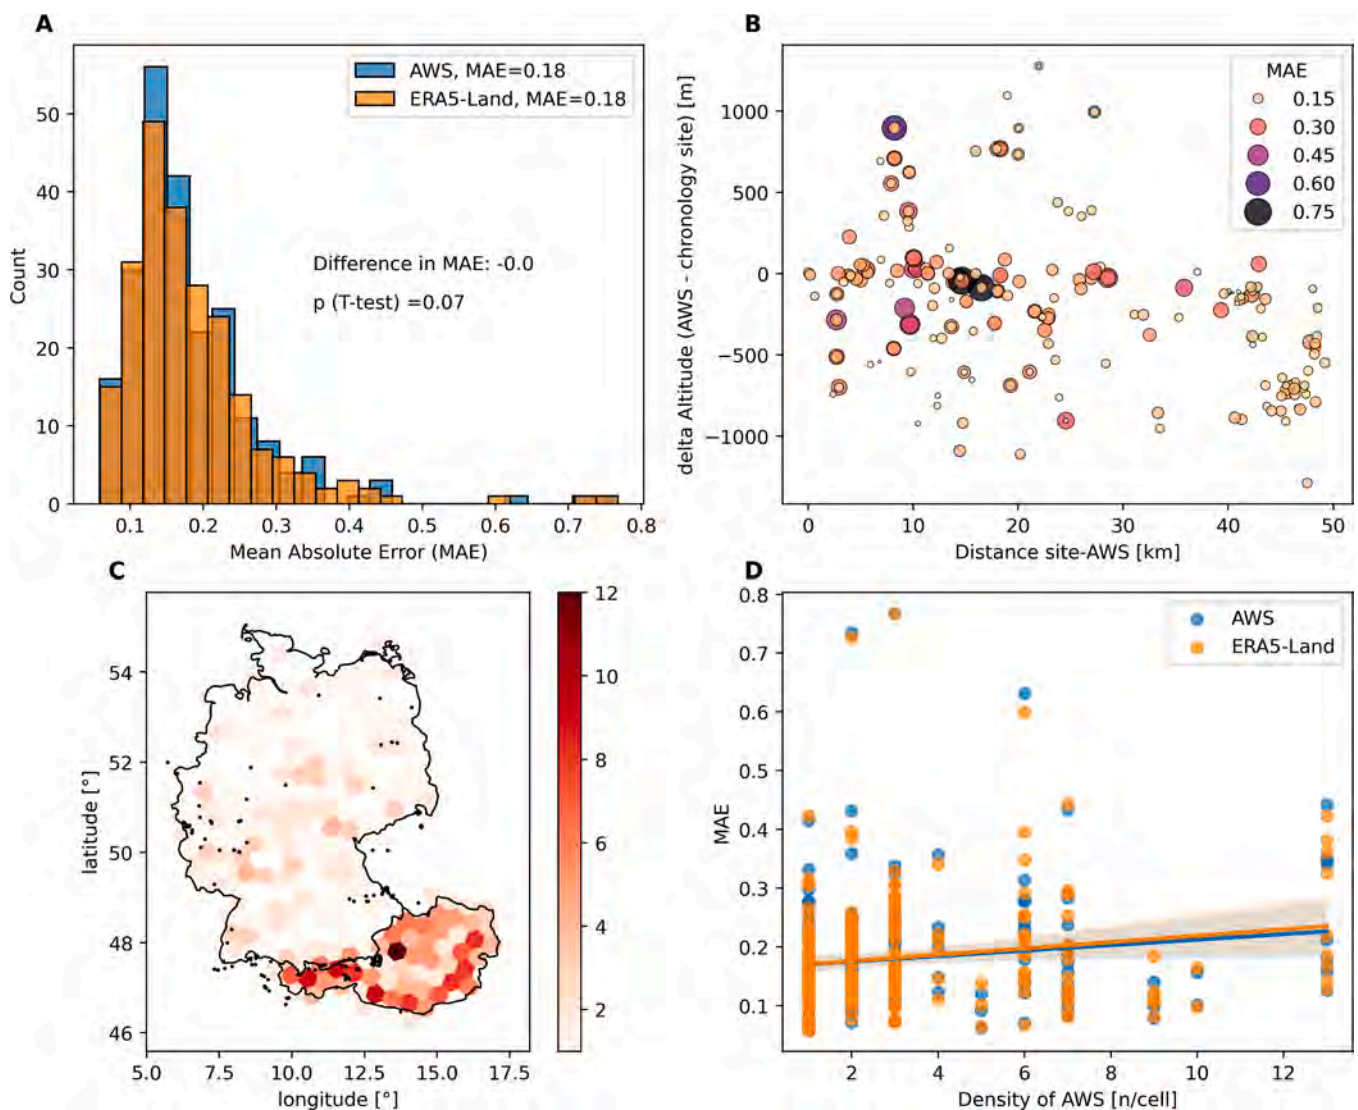 A
AWS, MAE=0.18
ERA5-Land, MAE=0.18
Difference in MAE: -0.0
p (T-test) =0.07
Count
50
40
30
20
10
0
0.1 0.2 0.3 0.4 0.5 0.6 0.7 0.8
Mean Absolute Error (MAE)
B
MAE
0.15
0.30
0.45
0.60
0.75
delta Altitude (AWS - chronology site) [m]
1000
500
0
−500
−1000
0 10 20 30 40 50
Distance site-AWS [km]
C
latitude [°]
54
52
50
48
46
5.0 7.5 10.0 12.5 15.0 17.5
longitude [°]
12
10
8
6
4
2
D
AWS
ERA5-Land
MAE
0.8
0.7
0.6
0.5
0.4
0.3
0.2
0.1
2 4 6 8 10 12
Density of AWS [n/cell]